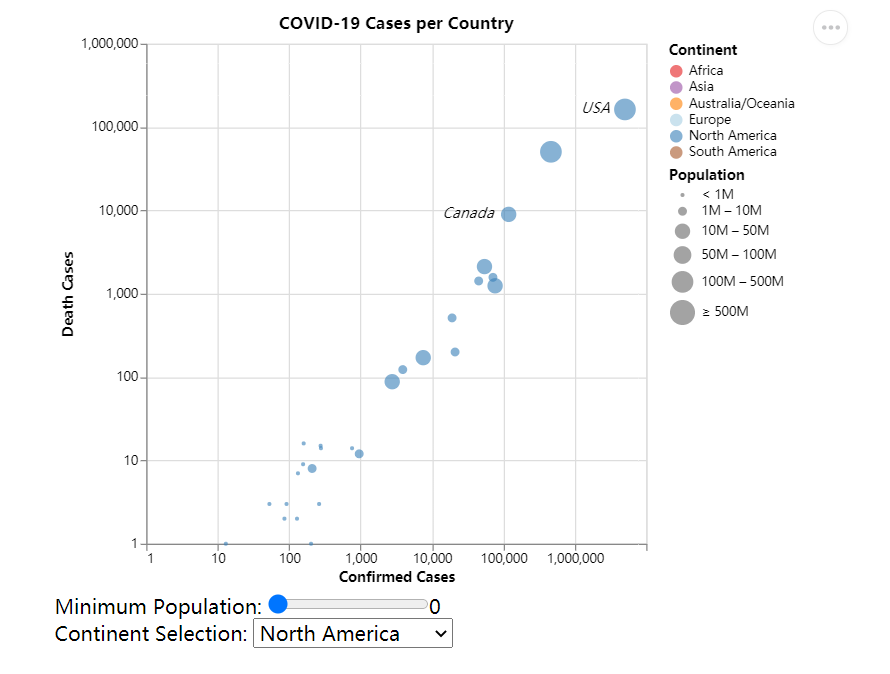 COVID-19 Cases per Country
1,000,000
100,000
10,000
1,000
100
10
1
Death Cases
USA
Canada
1 10 100 1,000 10,000 100,000 1,000,000
Confirmed Cases
Continent
Africa
Asia
Australia/Oceania
Europe
North America
South America
Population
< 1M
1M – 10M
10M – 50M
50M – 100M
100M – 500M
≥ 500M
Minimum Population: 0
Continent Selection: North America